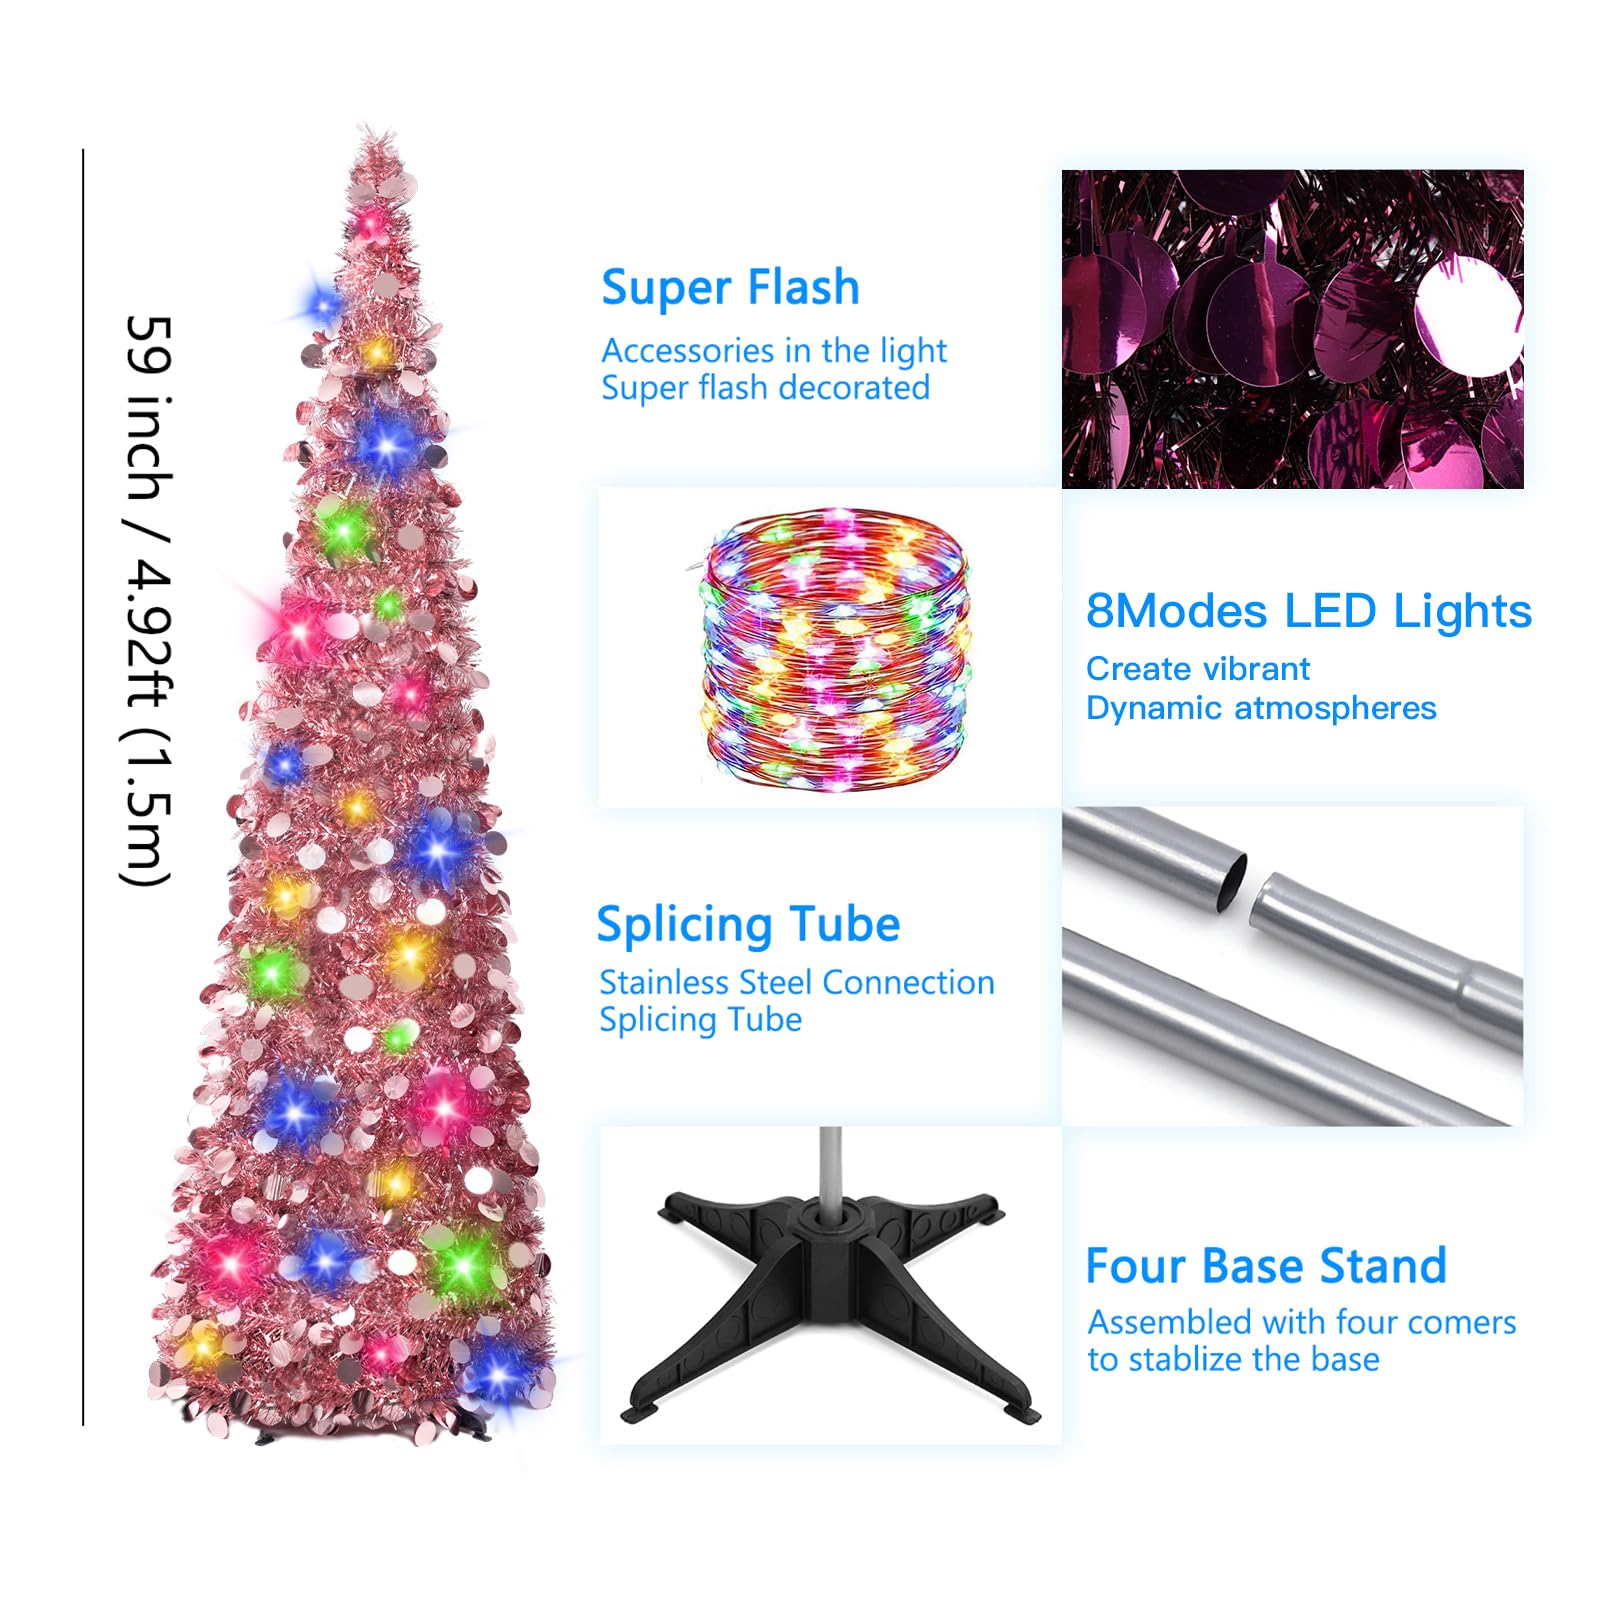 59 inch / 4.92ft (1.5m)
Super Flash
Accessories in the light
Super flash decorated
8Modes LED Lights
Create vibrant
Dynamic atmospheres
Splicing Tube
Stainless Steel Connection
Splicing Tube
Four Base Stand
Assembled with four comers
to stablize the base